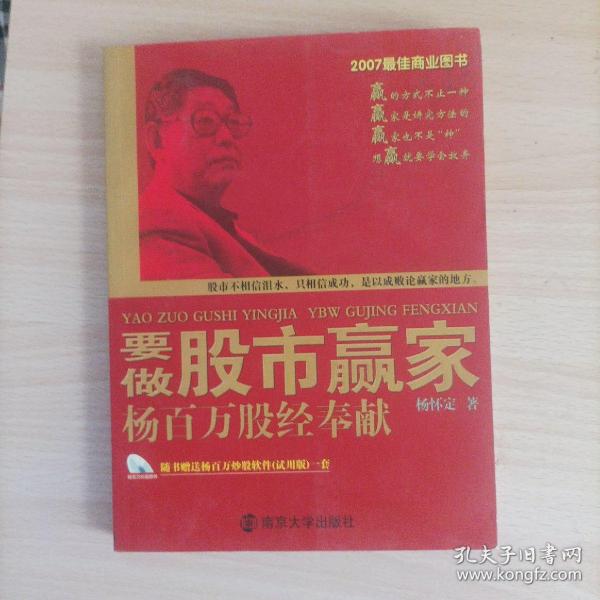 2007最佳商业图书
赢的方式不止一种
赢家是讲究方法的
赢家也不是“神”
想赢就要学会放弃
股市不相信泪水，只相信成功，是以成败论赢家的地方。
YAO ZUO GUSHI YINGJIA YBW GUJING FENGXIAN
要做股市赢家
杨百万股经奉献
杨怀定 著
随书赠送杨百万炒股软件(试用版)一套
南京大学出版社
孔夫子旧书网
www.kongfz.com